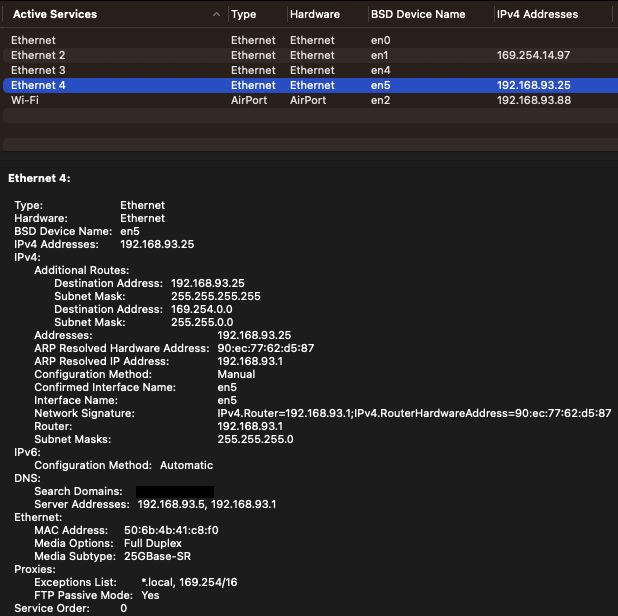 Active Services Type Hardware BSD Device Name IPv4 Addresses
Ethernet Ethernet Ethernet en0
Ethernet 2 Ethernet Ethernet en1 169.254.14.97
Ethernet 3 Ethernet Ethernet en4
Ethernet 4 Ethernet Ethernet en5 192.168.93.25
Wi-Fi AirPort AirPort en2 192.168.93.88
Ethernet 4:
Type: Ethernet
Hardware: Ethernet
BSD Device Name: en5
IPv4 Addresses: 192.168.93.25
IPv4:
Additional Routes:
Destination Address: 192.168.93.25
Subnet Mask: 255.255.255.255
Destination Address: 169.254.0.0
Subnet Mask: 255.255.0.0
Addresses: 192.168.93.25
ARP Resolved Hardware Address: 90:ec:77:62:d5:87
ARP Resolved IP Address: 192.168.93.1
Configuration Method: Manual
Confirmed Interface Name: en5
Interface Name: en5
Network Signature: IPv4.Router=192.168.93.1;IPv4.RouterHardwareAddress=90:ec:77:62:d5:87
Router: 192.168.93.1
Subnet Masks: 255.255.255.0
IPv6:
Configuration Method: Automatic
DNS:
Search Domains:
Server Addresses: 192.168.93.5, 192.168.93.1
Ethernet:
MAC Address: 50:6b:4b:41:c8:f0
Media Options: Full Duplex
Media Subtype: 25GBase-SR
Proxies:
Exceptions List: *.local, 169.254/16
FTP Passive Mode: Yes
Service Order: 0